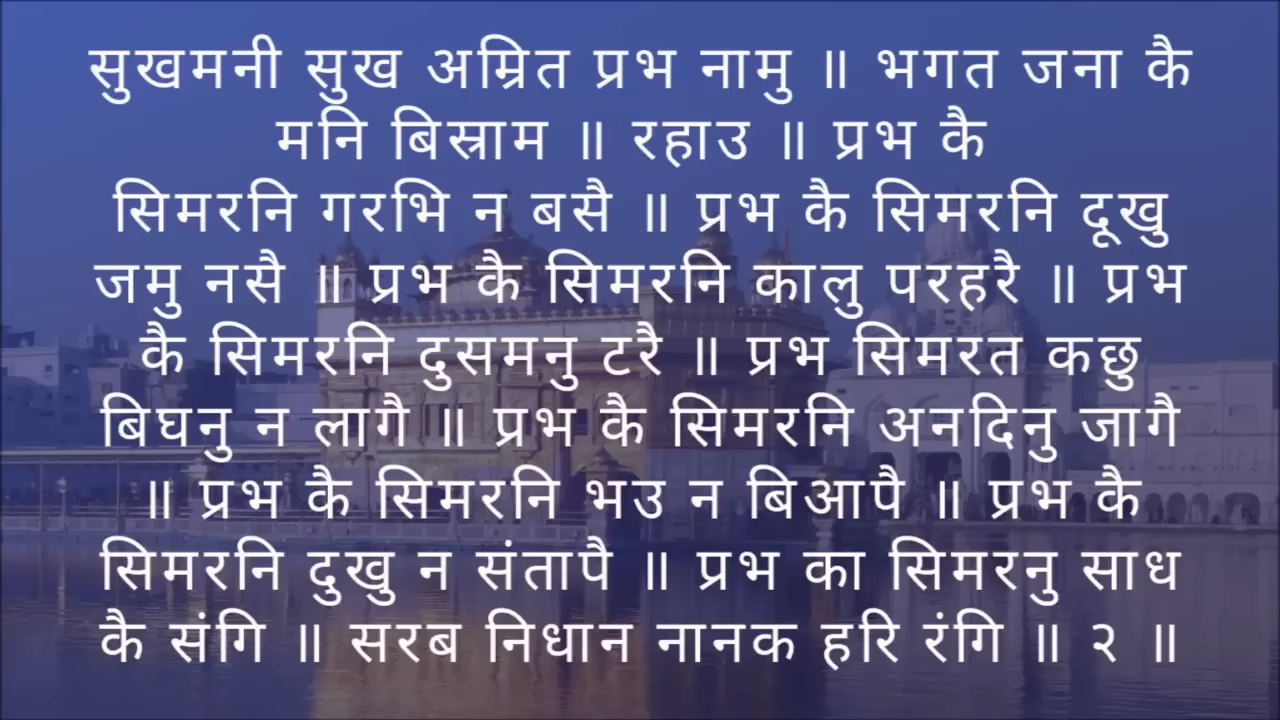 सुखमनी सुख अम्रित प्रभ नामु ॥ भगत जना कै
मनि बिस्राम ॥ रहाउ ॥ प्रभ कै
सिमरनि गरभि न बसै ॥ प्रभ कै सिमरनि दूखु
जमु नसै ॥ प्रभ कै सिमरनि कालु परहरै ॥ प्रभ
कै सिमरनि दुसमनु टरै ॥ प्रभ सिमरत कछु
बिघनु न लागै ॥ प्रभ कै सिमरनि अनदिनु जागै
॥ प्रभ कै सिमरनि भउ न बिआपै ॥ प्रभ कै
सिमरनि दुखु न संतापै ॥ प्रभ का सिमरनु साध
कै संगि ॥ सरब निधान नानक हरि रंगि ॥ २ ॥